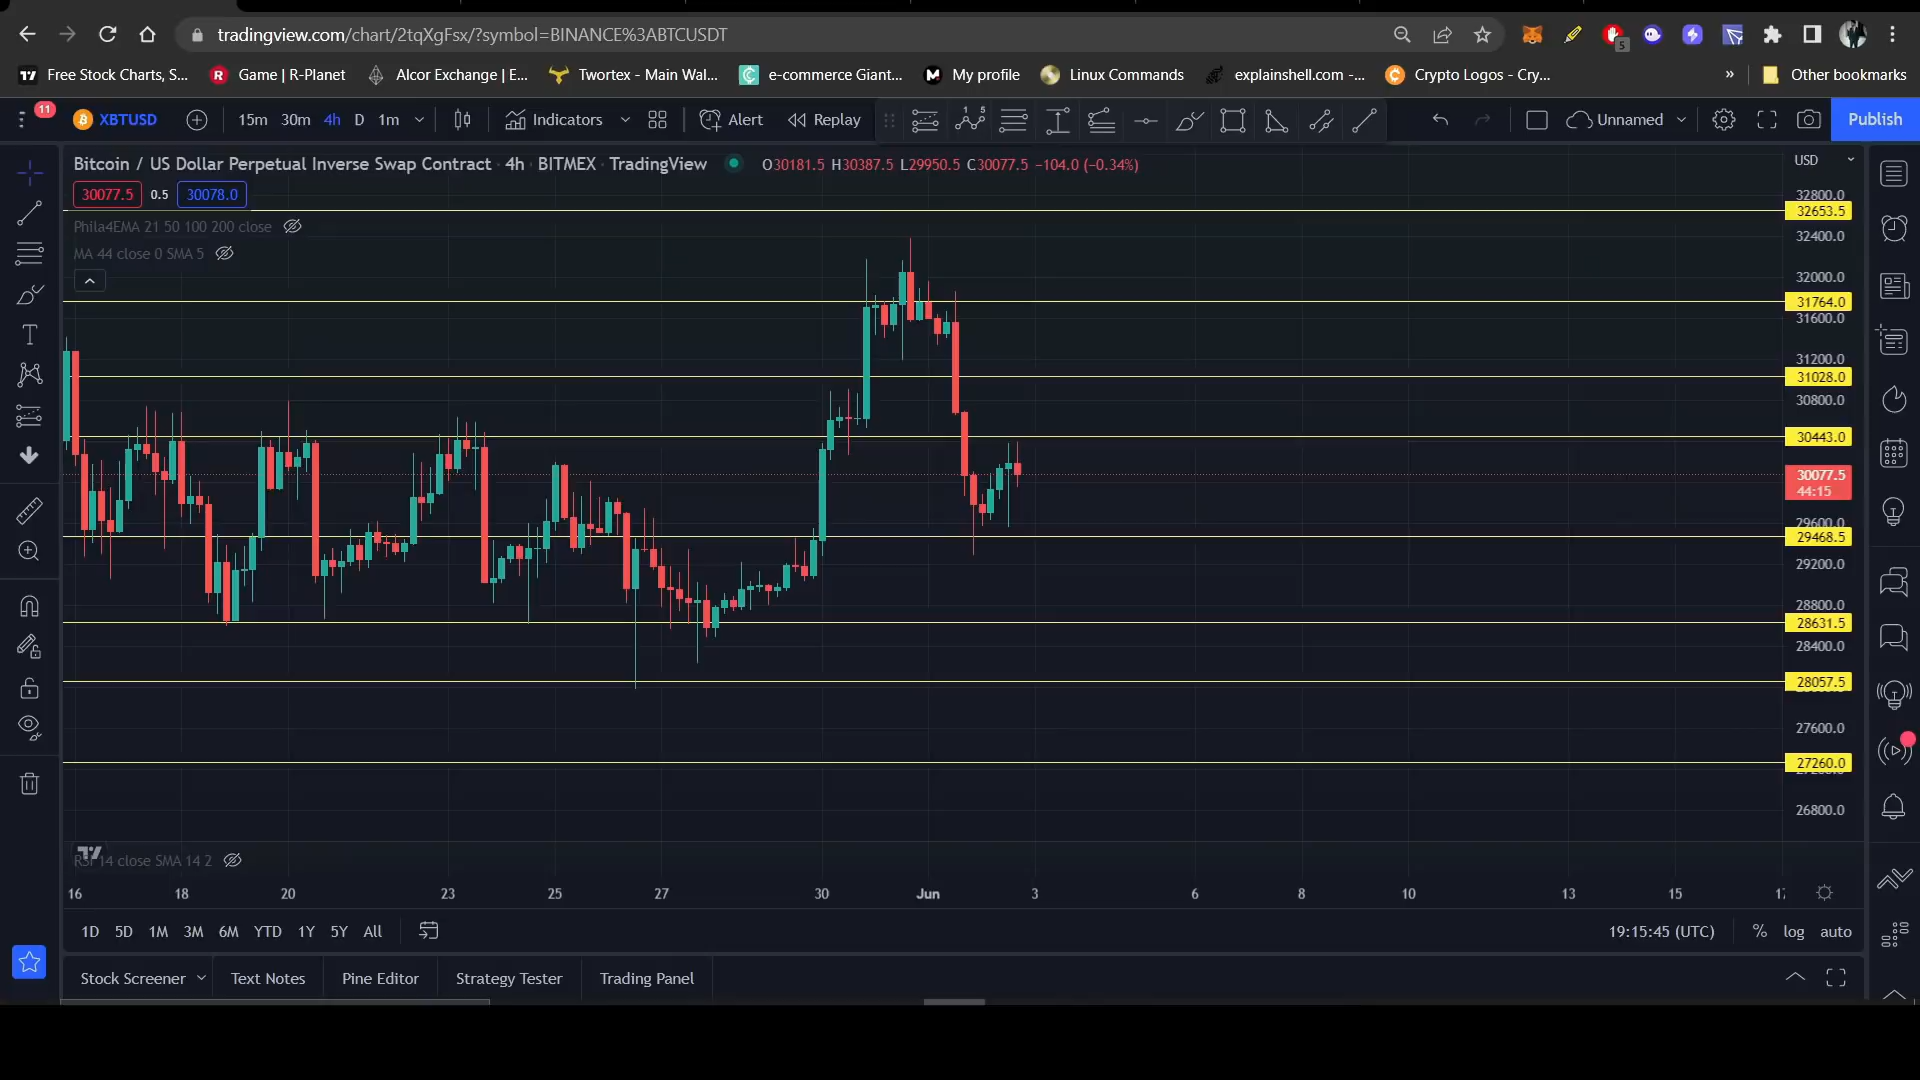 tradingview.com/chart/2tqXgFsx/?symbol=BINANCE%3ABTCUSDT
5
Free Stock Charts, S... Game | R-Planet Alcor Exchange | E... Twortex - Main Wal... e-commerce Giant... My profile Linux Commands explainshell.com -... Crypto Logos - Cry... » Other bookmarks
11 XBTUSD 15m 30m 4h D 1m Indicators Alert Replay Unnamed Publish
Bitcoin / US Dollar Perpetual Inverse Swap Contract · 4h · BITMEX · TradingView O30181.5 H30387.5 L29950.5 C30077.5 −104.0 (−0.34%)
USD
30077.5 0.5 30078.0
Phila4EMA 21 50 100 200 close
MA 44 close 0 SMA 5
32800.0
32653.5
32400.0
32000.0
31764.0
31600.0
31200.0
31028.0
30800.0
30443.0
30077.5
44:15
29600.0
29468.5
29200.0
28800.0
28631.5
28400.0
28057.5
27600.0
27260.0
26800.0
RSI 14 close SMA 14 2
16 18 20 23 25 27 30 Jun 3 6 8 10 13 15
1D 5D 1M 3M 6M YTD 1Y 5Y All 19:15:45 (UTC) % log auto
Stock Screener Text Notes Pine Editor Strategy Tester Trading Panel